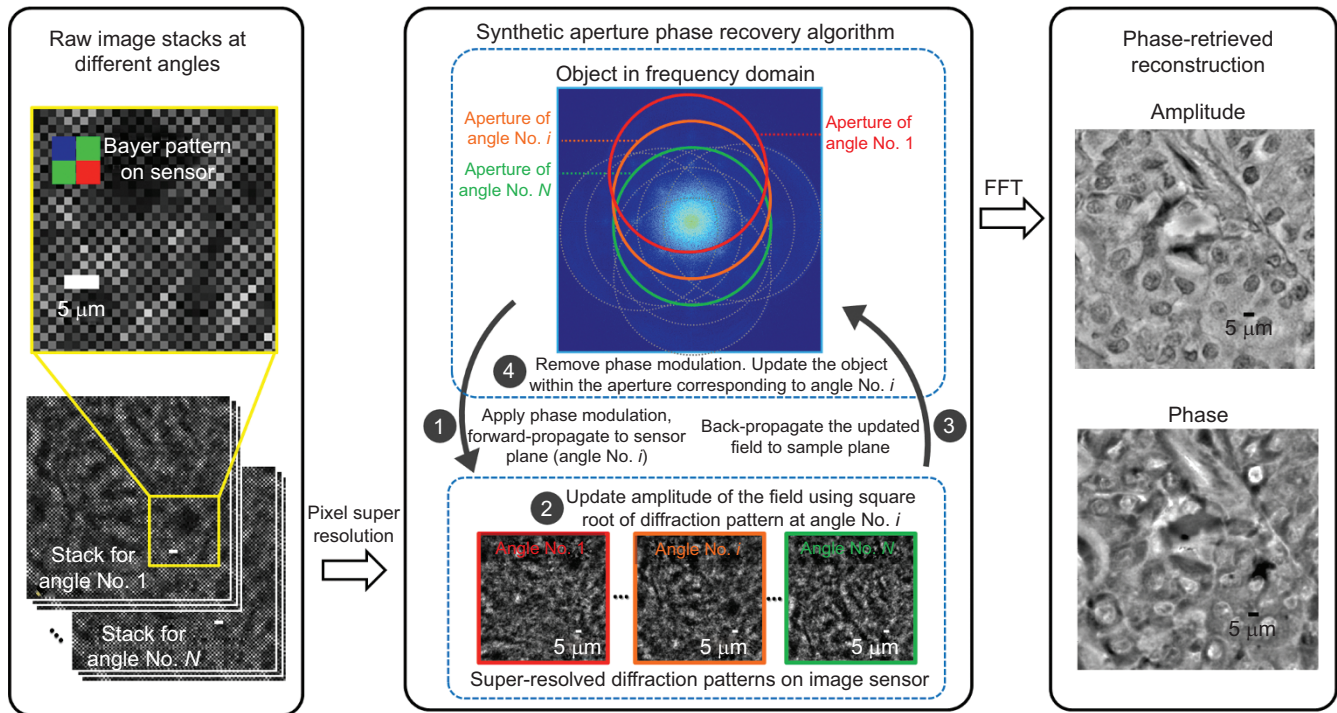 Raw image stacks at
different angles
Bayer pattern
on sensor
5 μm
Stack for
angle No. 1
Stack for
angle No. N
Pixel super
resolution
Synthetic aperture phase recovery algorithm
Object in frequency domain
Aperture of
angle No. i
Aperture of
angle No. N
Aperture of
angle No. 1
4 Remove phase modulation. Update the object
within the aperture corresponding to angle No. i
1 Apply phase modulation,
forward-propagate to sensor
plane (angle No. i)
Back-propagate the updated
field to sample plane
3
2 Update amplitude of the field using square
root of diffraction pattern at angle No. i
Angle No. 1
Angle No. i
Angle No. N
5 μm
5 μm
5 μm
Super-resolved diffraction patterns on image sensor
FFT
Phase-retrieved
reconstruction
Amplitude
5 μm
Phase
5 μm